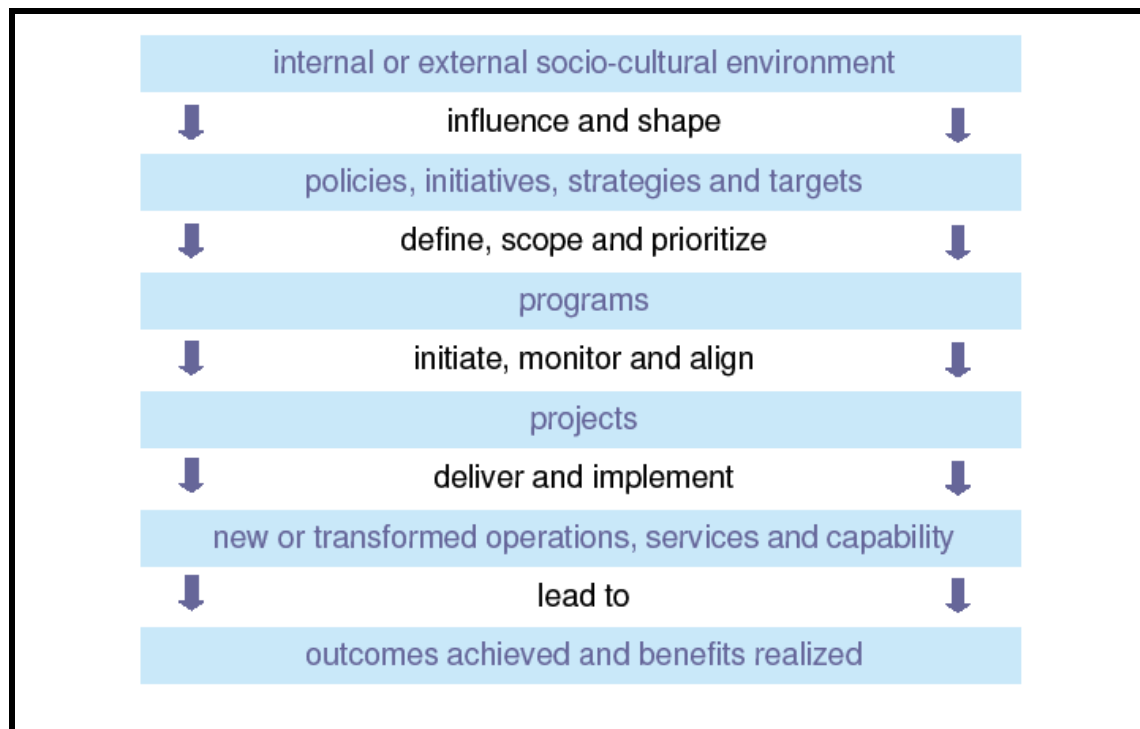 internal or external socio-cultural environment
influence and shape
policies, initiatives, strategies and targets
define, scope and prioritize
programs
initiate, monitor and align
projects
deliver and implement
new or transformed operations, services and capability
lead to
outcomes achieved and benefits realized